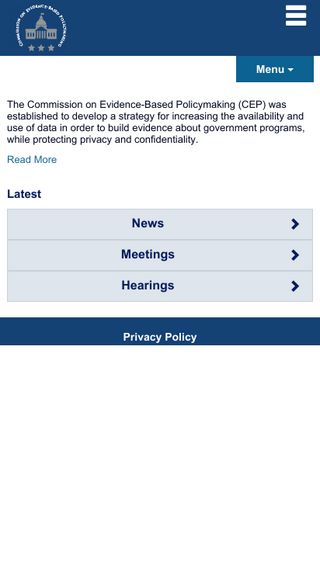 COMMISSION ON EVIDENCE-BASED POLICYMAKING
Menu
The Commission on Evidence-Based Policymaking (CEP) was
established to develop a strategy for increasing the availability and
use of data in order to build evidence about government programs,
while protecting privacy and confidentiality.
Read More
Latest
News
Meetings
Hearings
Privacy Policy